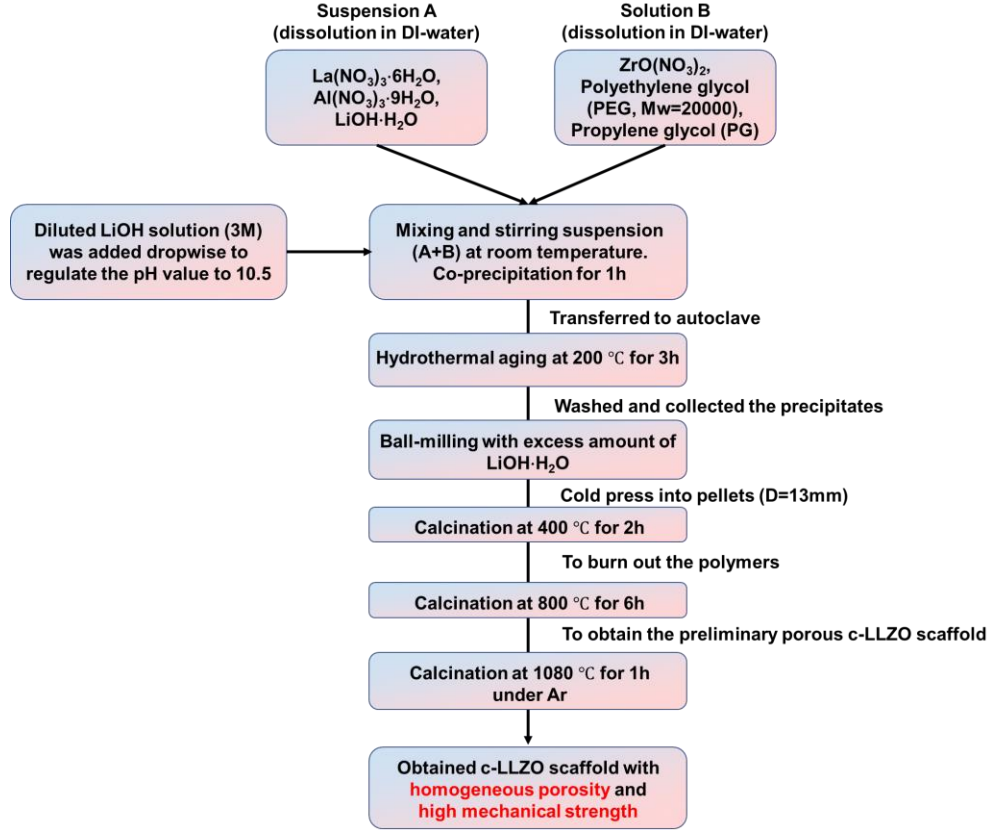 Suspension A
(dissolution in DI-water)
Solution B
(dissolution in DI-water)
La(NO₃)₃·6H₂O,
Al(NO₃)₃·9H₂O,
LiOH·H₂O
ZrO(NO₃)₂,
Polyethylene glycol
(PEG, Mw=20000),
Propylene glycol (PG)
Diluted LiOH solution (3M)
was added dropwise to
regulate the pH value to 10.5
Mixing and stirring suspension
(A+B) at room temperature.
Co-precipitation for 1h
Transferred to autoclave
Hydrothermal aging at 200 ℃ for 3h
Washed and collected the precipitates
Ball-milling with excess amount of
LiOH·H₂O
Cold press into pellets (D=13mm)
Calcination at 400 ℃ for 2h
To burn out the polymers
Calcination at 800 ℃ for 6h
To obtain the preliminary porous c-LLZO scaffold
Calcination at 1080 ℃ for 1h
under Ar
Obtained c-LLZO scaffold with
homogeneous porosity and
high mechanical strength